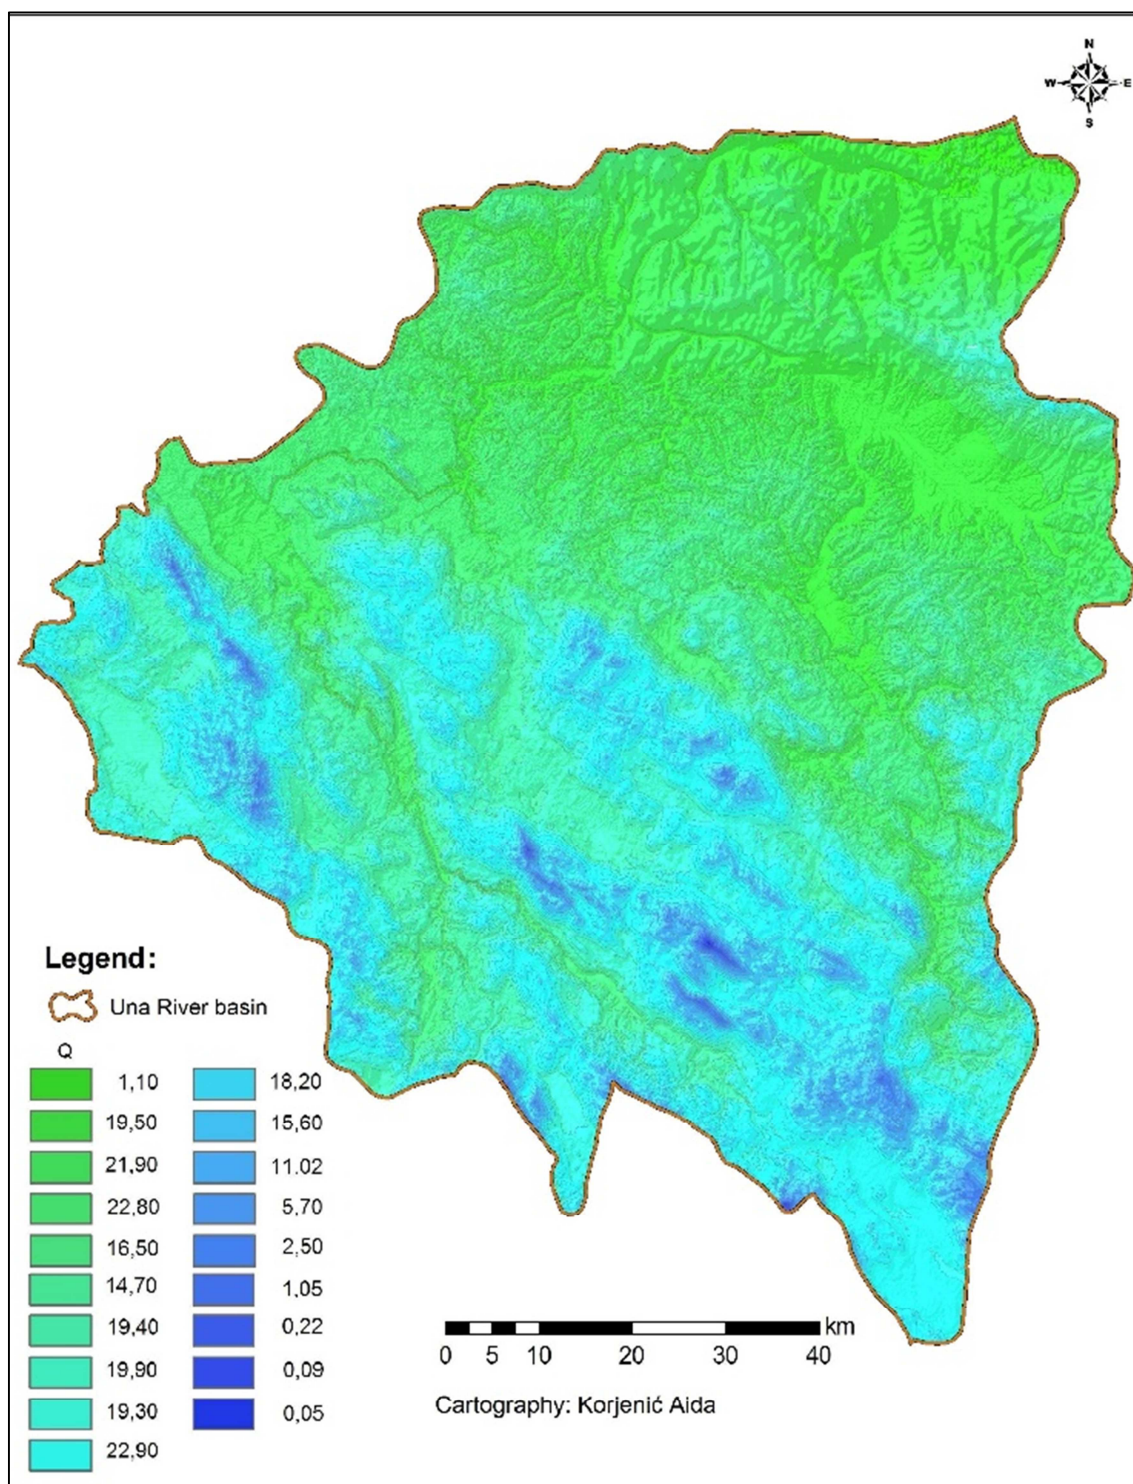 N
W E
S
Legend:
Una River basin
Q
1,10
19,50
21,90
22,80
16,50
14,70
19,40
19,90
19,30
22,90
18,20
15,60
11.02
5,70
2,50
1,05
0,22
0,09
0,05
km
0 5 10 20 30 40
Cartography: Korjenić Aida